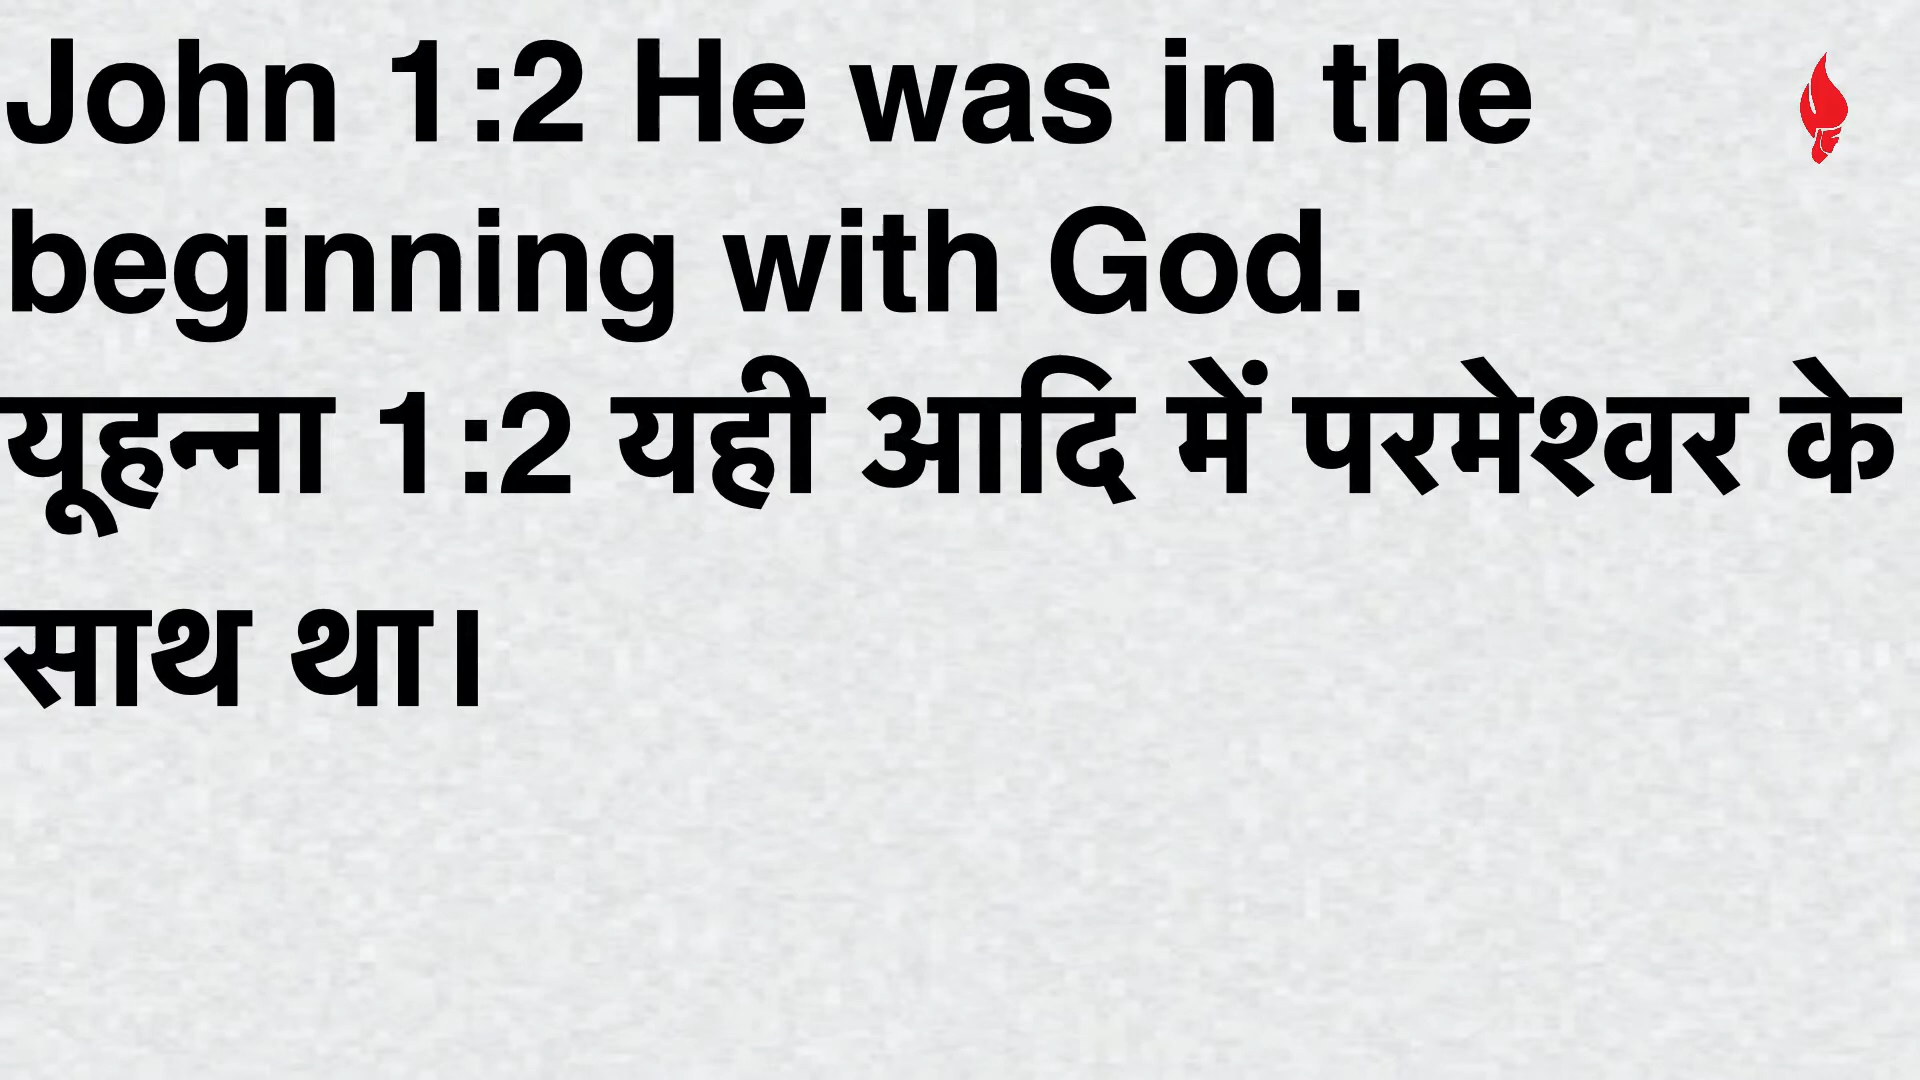 John 1:2 He was in the
beginning with God.
यूहन्ना 1:2 यही आदि में परमेश्वर के
साथ था।